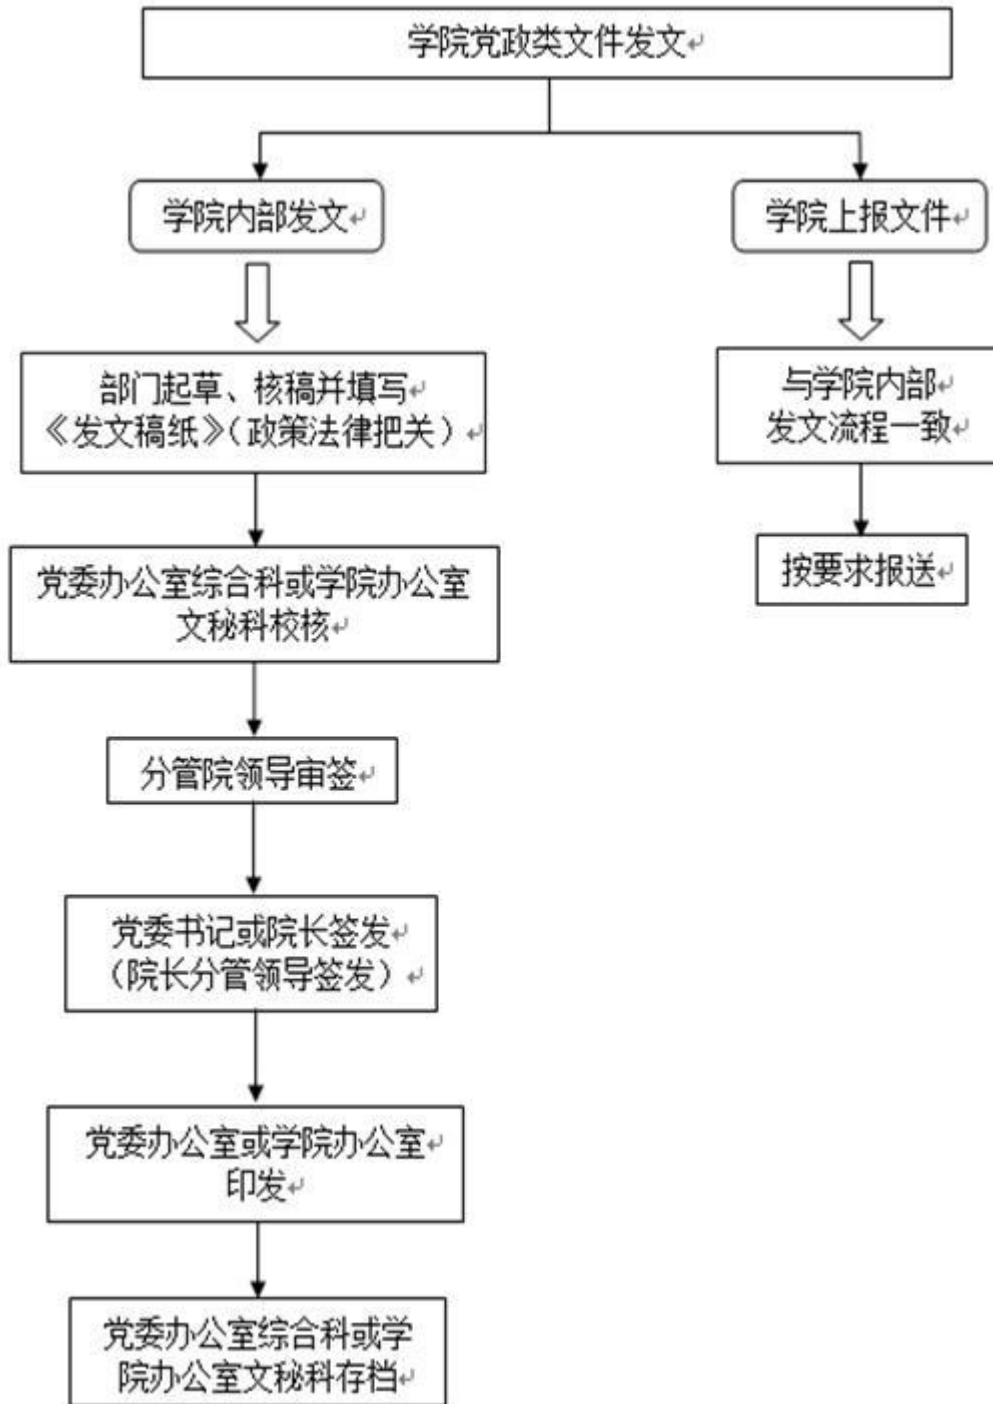 学院党政类文件发文
学院内部发文
学院上报文件
部门起草、核稿并填写
《发文稿纸》（政策法律把关）
与学院内部
发文流程一致
党委办公室综合科或学院办公室
文秘科校核
按要求报送
分管院领导审签
党委书记或院长签发
（院长分管领导签发）
党委办公室或学院办公室
印发
党委办公室综合科或学
院办公室文秘科存档